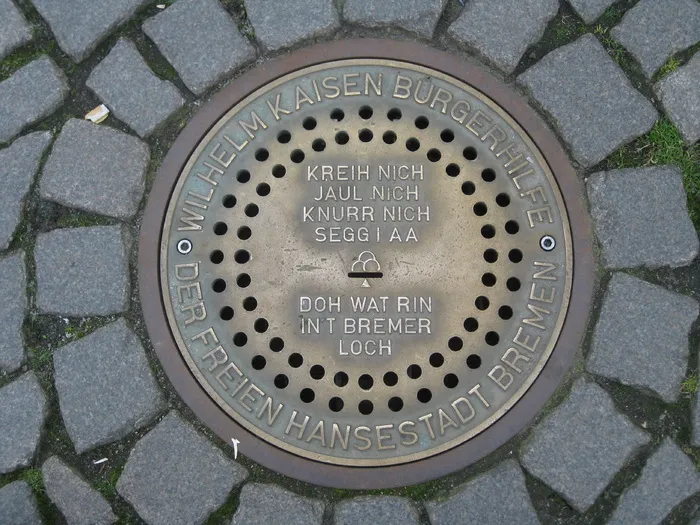 WILHELM KAISEN BÜRGERHILFE
KREIH NICH
JAUL NICH
KNURR NICH
SEGG I AA
DOH WAT RIN
IN'T BREMER
LOCH
DER FREIEN HANSESTADT BREMEN